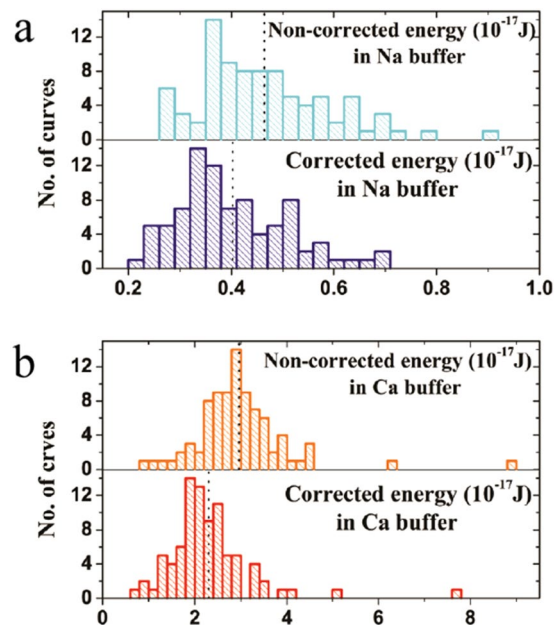 a
Non-corrected energy (10⁻¹⁷J)
in Na buffer
12
8
4
0
No. of curves
Corrected energy (10⁻¹⁷J)
in Na buffer
12
8
4
0
0.2 0.4 0.6 0.8 1.0
b
Non-corrected energy (10⁻¹⁷J)
in Ca buffer
12
8
4
0
No. of crves
Corrected energy (10⁻¹⁷J)
in Ca buffer
12
8
4
0
0 2 4 6 8